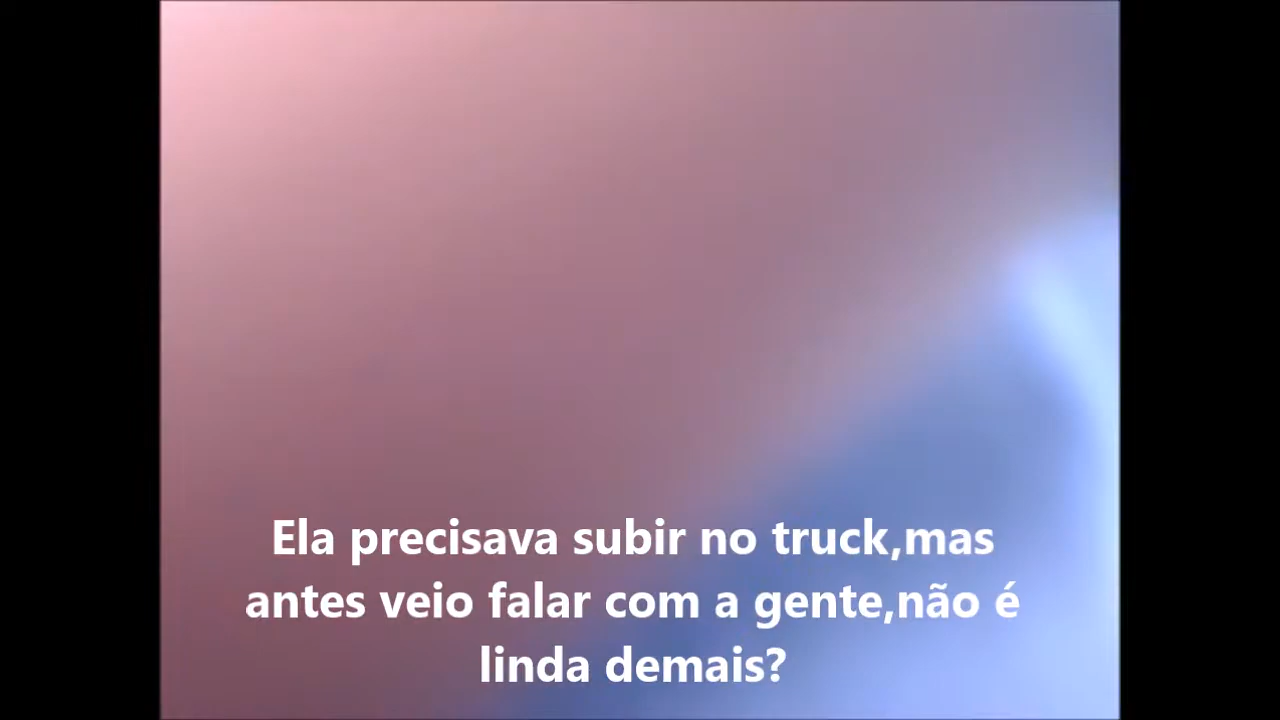 Ela precisava subir no truck,mas
antes veio falar com a gente,não é
linda demais?